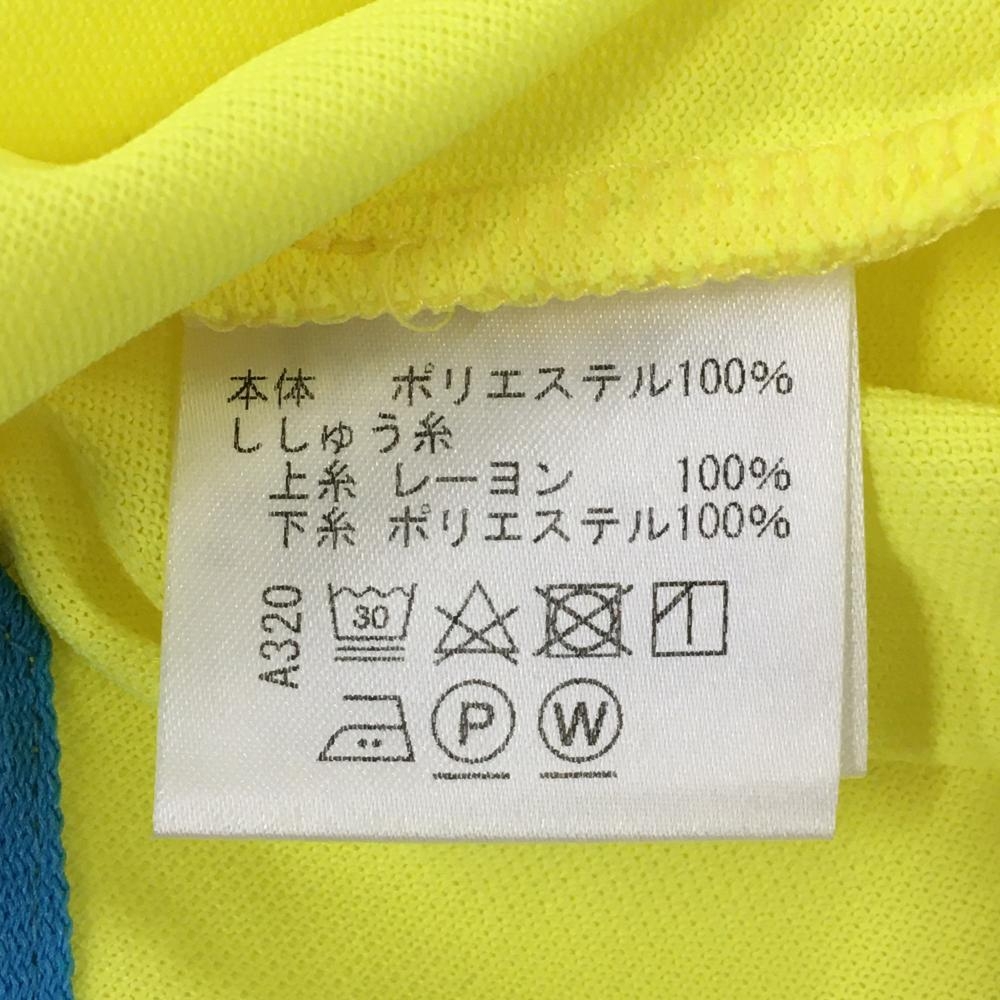 本体 ポリエステル100%
ししゅう糸
上糸 レーヨン 100%
下糸 ポリエステル100%
A320
30
P W